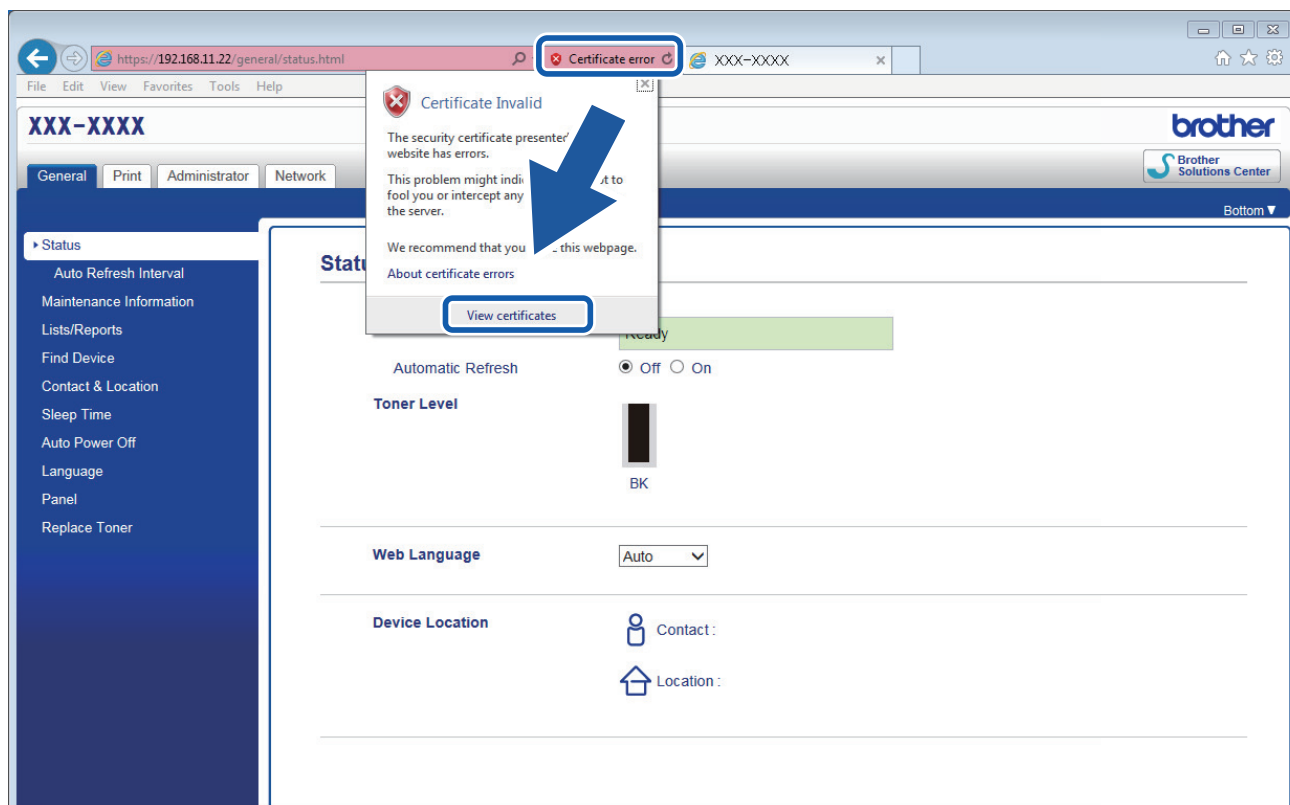 https://192.168.11.22/general/status.html
Certificate error
XXX-XXXX
File Edit View Favorites Tools Help
Certificate Invalid
The security certificate presented
website has errors.
This problem might indi to
fool you or intercept any
the server.
We recommend that you this webpage.
About certificate errors
View certificates
XXX-XXXX
brother
General Print Administrator Network
Brother
Solutions Center
Bottom▼
Status
Auto Refresh Interval
Maintenance Information
Lists/Reports
Find Device
Contact & Location
Sleep Time
Auto Power Off
Language
Panel
Replace Toner
Statu
Ready
Automatic Refresh Off On
Toner Level
BK
Web Language Auto
Device Location Contact :
Location :